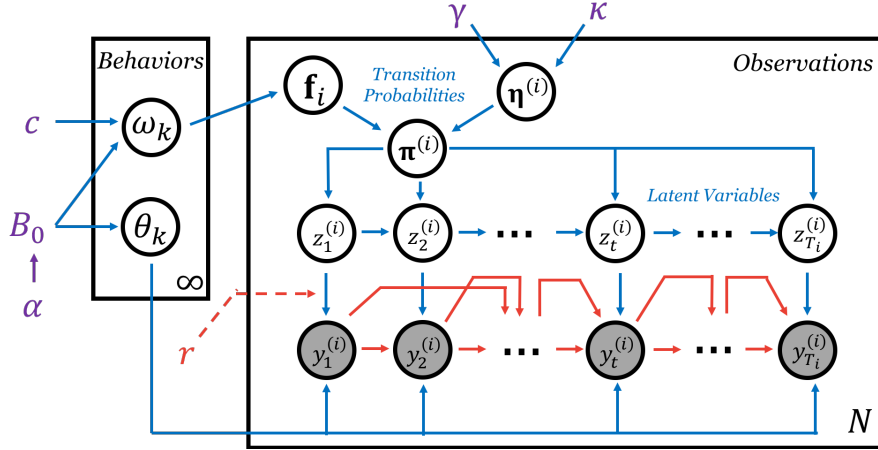 γ κ
Behaviors
Observations
f_i
Transition
Probabilities
η^(i)
c
ω_k
π^(i)
B_0
θ_k
Latent Variables
z_1^(i) z_2^(i) ... z_t^(i) ... z_{T_i}^(i)
∞
α
r
y_1^(i) y_2^(i) ... y_t^(i) ... y_{T_i}^(i)
N